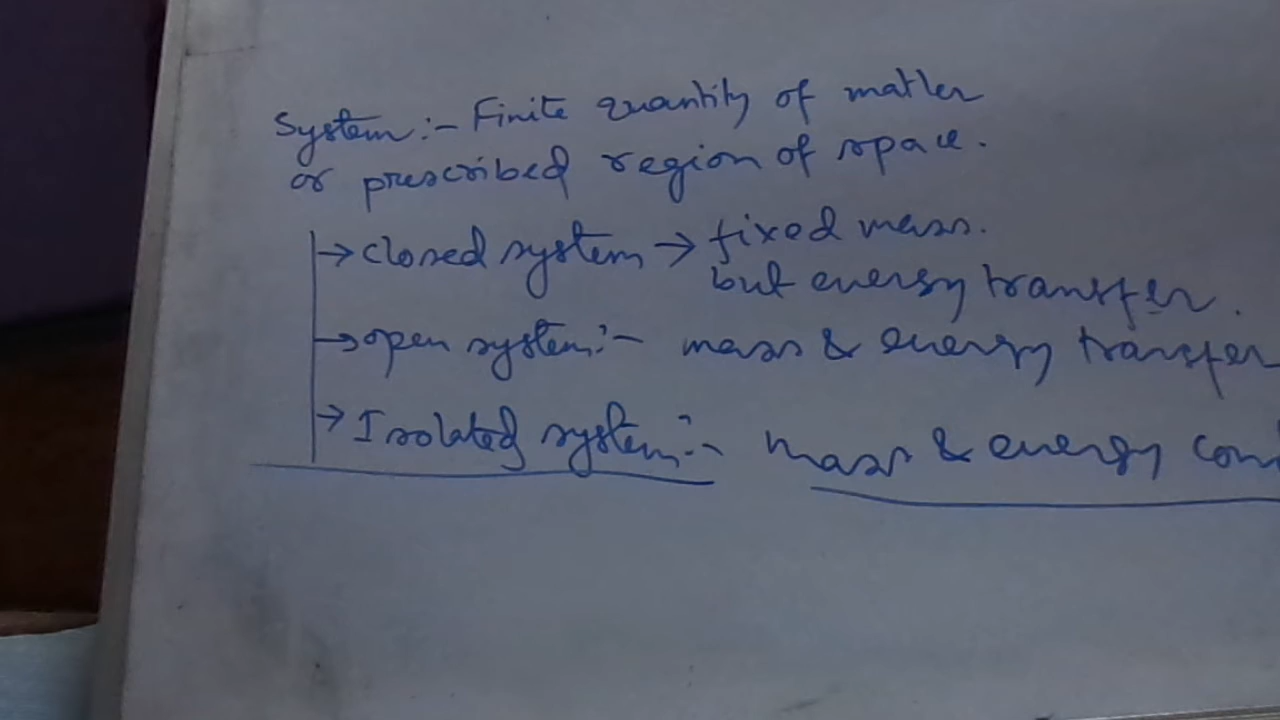 System:- Finite quantity of matter
or prescribed region of space.
→ closed system → fixed mass.
but energy transfer.
→ open system:- mass & energy transfer
→ Isolated system:- mass & energy